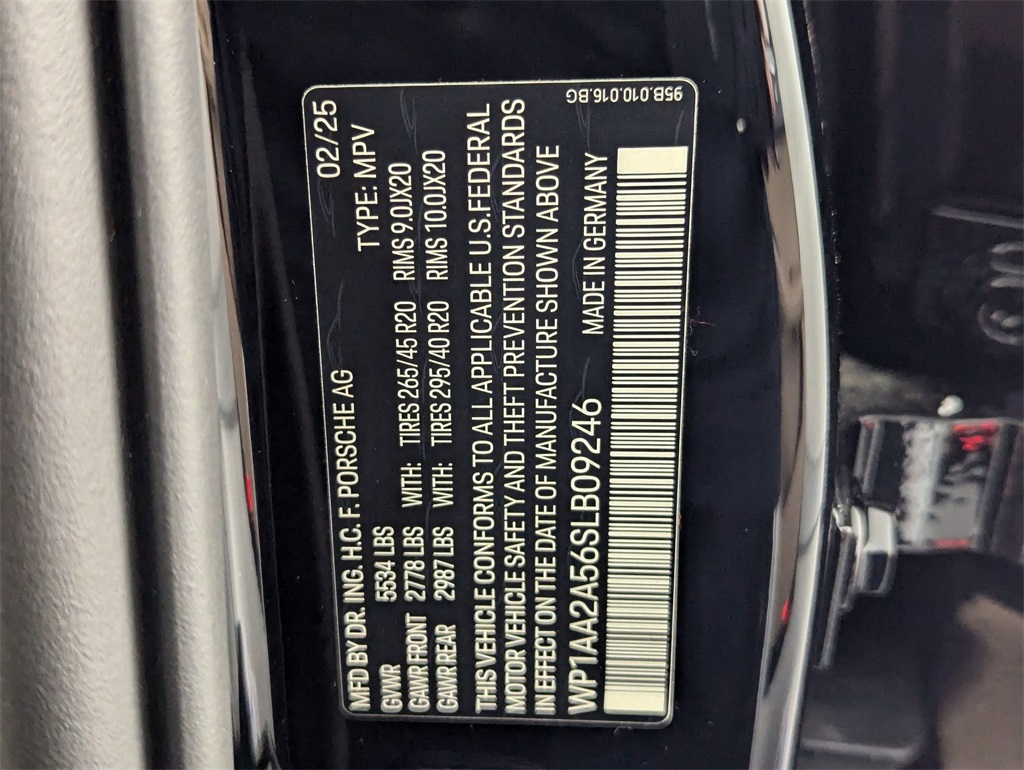 MFD BY DR. ING. H.C. F. PORSCHE AG 02/25
GVWR 5534 LBS TYPE: MPV
GAWR FRONT 2778 LBS WITH: TIRES 265/45 R20 RIMS 9.0JX20
GAWR REAR 2987 LBS WITH: TIRES 295/40 R20 RIMS 10.0JX20
THIS VEHICLE CONFORMS TO ALL APPLICABLE U.S. FEDERAL
MOTOR VEHICLE SAFETY AND THEFT PREVENTION STANDARDS
IN EFFECT ON THE DATE OF MANUFACTURE SHOWN ABOVE
WP1AA2A56SLB09246 MADE IN GERMANY
95B.010.016.BG